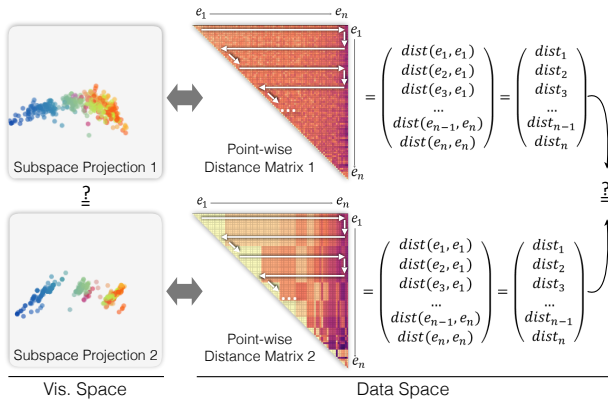 e₁ eₙ
e₁
eₙ
Subspace Projection 1
Point-wise
Distance Matrix 1
...
= ( dist(e₁, e₁) dist(e₂, e₁) dist(e₃, e₁) ... dist(eₙ₋₁, eₙ) dist(eₙ, eₙ) ) = ( dist₁ dist₂ dist₃ ... distₙ₋₁ distₙ )
≟
≟
e₁ eₙ
e₁
eₙ
Subspace Projection 2
Point-wise
Distance Matrix 2
...
= ( dist(e₁, e₁) dist(e₂, e₁) dist(e₃, e₁) ... dist(eₙ₋₁, eₙ) dist(eₙ, eₙ) ) = ( dist₁ dist₂ dist₃ ... distₙ₋₁ distₙ )
Vis. Space
Data Space